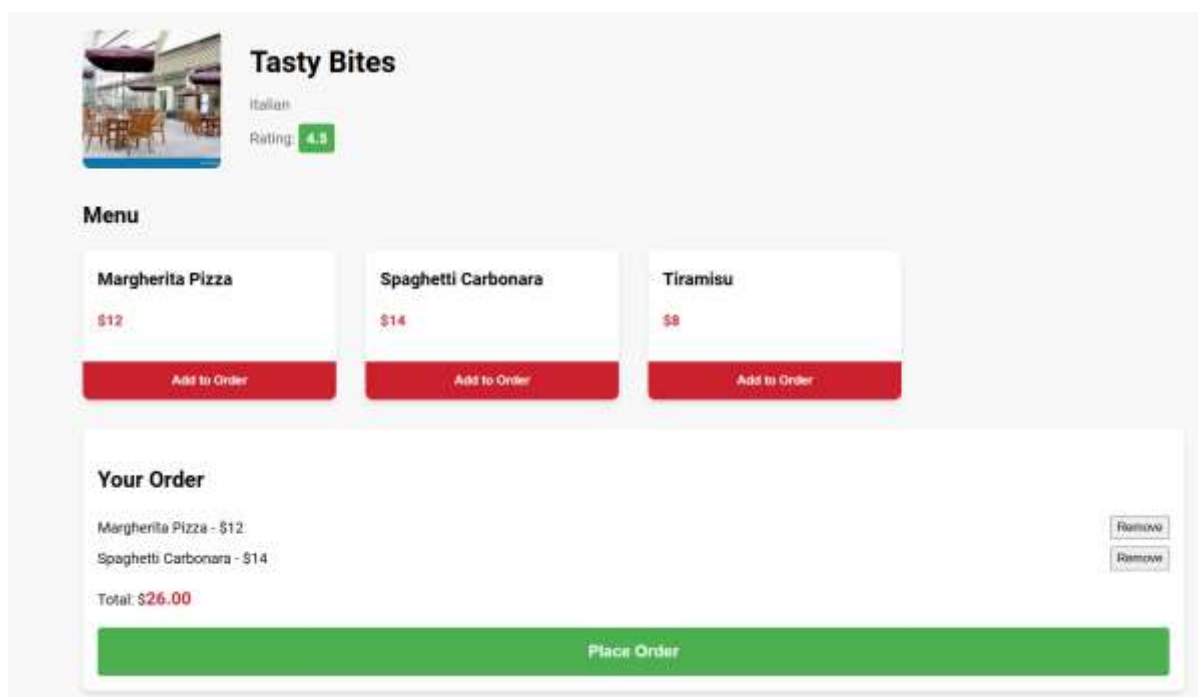 Tasty Bites
Italian
Rating: 4.5
Menu
Margherita Pizza
$12
Add to Order
Spaghetti Carbonara
$14
Add to Order
Tiramisu
$8
Add to Order
Your Order
Margherita Pizza - $12
Remove
Spaghetti Carbonara - $14
Remove
Total: $26.00
Place Order